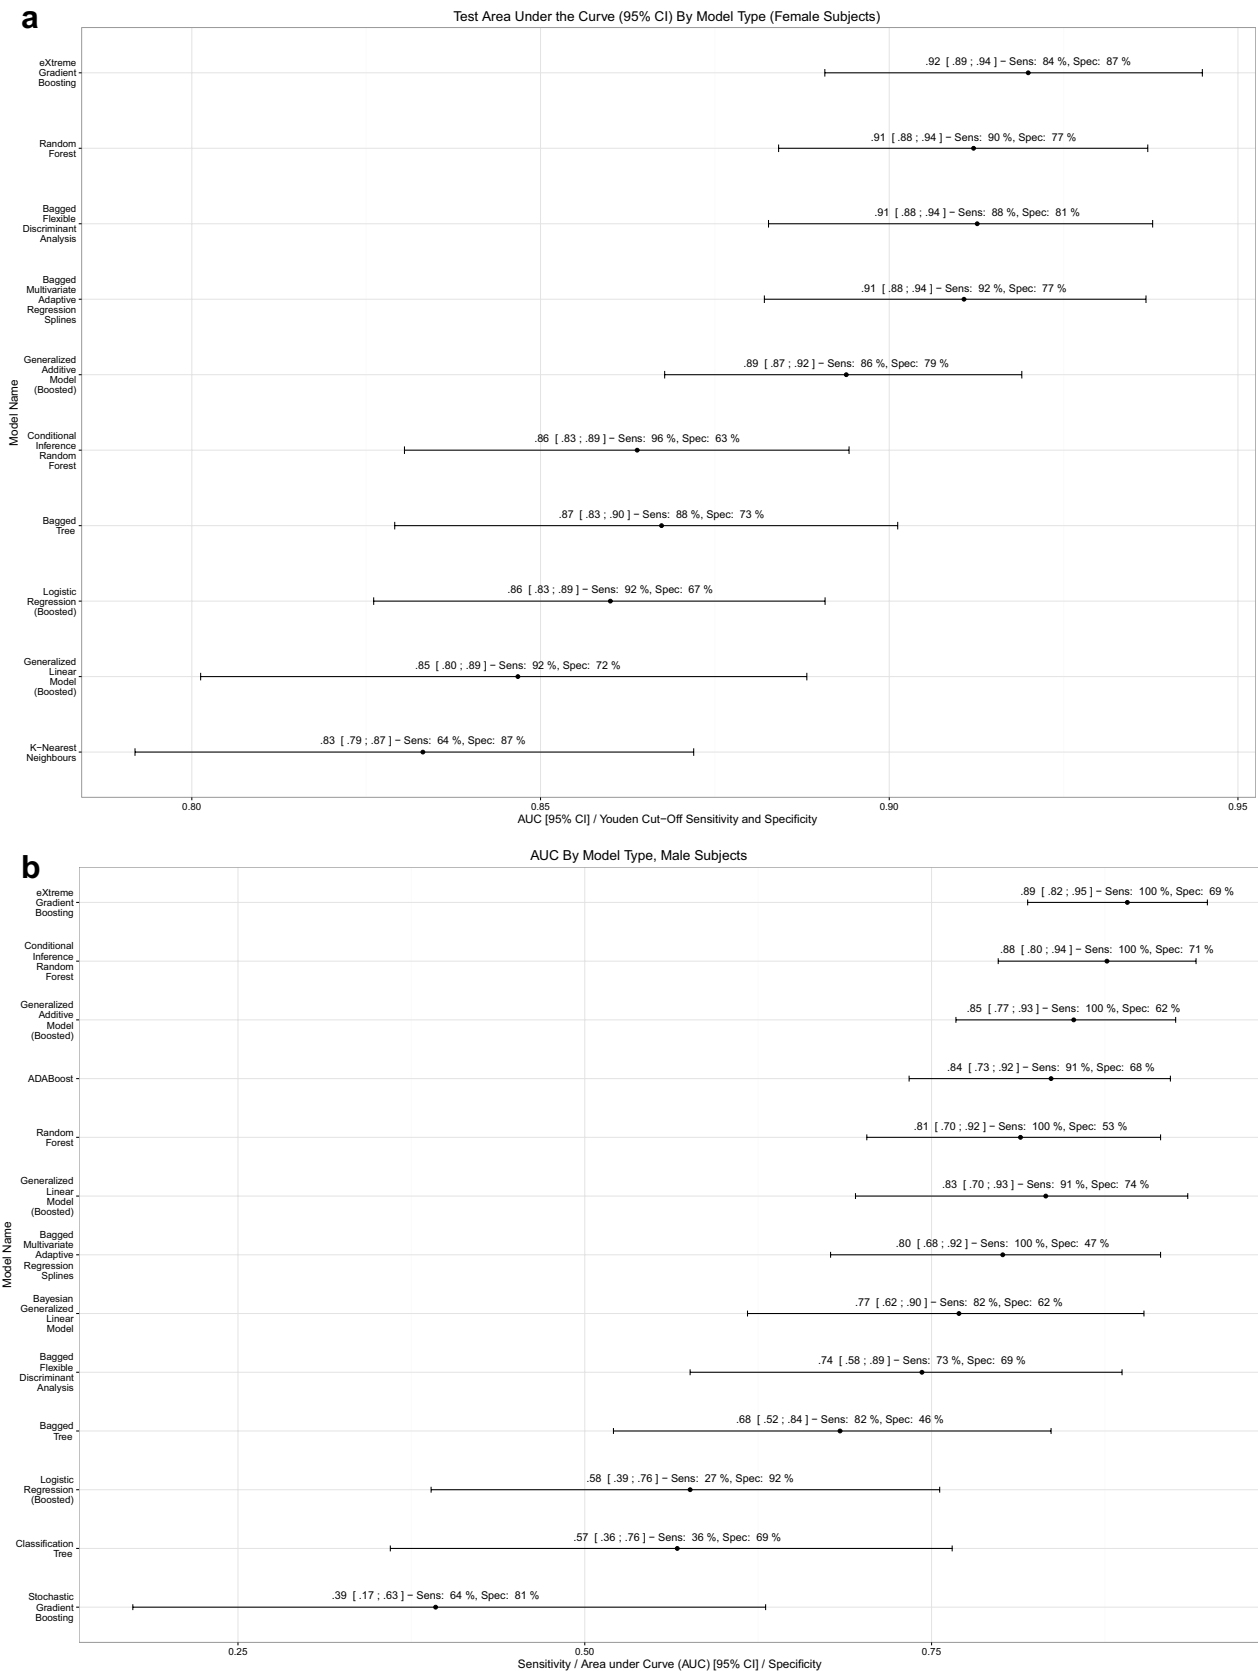 a
Test Area Under the Curve (95% CI) By Model Type (Female Subjects)
Model Name
eXtreme
Gradient
Boosting
.92 [ .89 ; .94 ] − Sens: 84 %, Spec: 87 %
Random
Forest
.91 [ .88 ; .94 ] − Sens: 90 %, Spec: 77 %
Bagged
Flexible
Discriminant
Analysis
.91 [ .88 ; .94 ] − Sens: 88 %, Spec: 81 %
Bagged
Multivariate
Adaptive
Regression
Splines
.91 [ .88 ; .94 ] − Sens: 92 %, Spec: 77 %
Generalized
Additive
Model
(Boosted)
.89 [ .87 ; .92 ] − Sens: 86 %, Spec: 79 %
Conditional
Inference
Random
Forest
.86 [ .83 ; .89 ] − Sens: 96 %, Spec: 63 %
Bagged
Tree
.87 [ .83 ; .90 ] − Sens: 88 %, Spec: 73 %
Logistic
Regression
(Boosted)
.86 [ .83 ; .89 ] − Sens: 92 %, Spec: 67 %
Generalized
Linear
Model
(Boosted)
.85 [ .80 ; .89 ] − Sens: 92 %, Spec: 72 %
K−Nearest
Neighbours
.83 [ .79 ; .87 ] − Sens: 64 %, Spec: 87 %
0.80 0.85 0.90 0.95
AUC [95% CI] / Youden Cut−Off Sensitivity and Specificity
b
AUC By Model Type, Male Subjects
Model Name
eXtreme
Gradient
Boosting
.89 [ .82 ; .95 ] − Sens: 100 %, Spec: 69 %
Conditional
Inference
Random
Forest
.88 [ .80 ; .94 ] − Sens: 100 %, Spec: 71 %
Generalized
Additive
Model
(Boosted)
.85 [ .77 ; .93 ] − Sens: 100 %, Spec: 62 %
ADABoost
.84 [ .73 ; .92 ] − Sens: 91 %, Spec: 68 %
Random
Forest
.81 [ .70 ; .92 ] − Sens: 100 %, Spec: 53 %
Generalized
Linear
Model
(Boosted)
.83 [ .70 ; .93 ] − Sens: 91 %, Spec: 74 %
Bagged
Multivariate
Adaptive
Regression
Splines
.80 [ .68 ; .92 ] − Sens: 100 %, Spec: 47 %
Bayesian
Generalized
Linear
Model
.77 [ .62 ; .90 ] − Sens: 82 %, Spec: 62 %
Bagged
Flexible
Discriminant
Analysis
.74 [ .58 ; .89 ] − Sens: 73 %, Spec: 69 %
Bagged
Tree
.68 [ .52 ; .84 ] − Sens: 82 %, Spec: 46 %
Logistic
Regression
(Boosted)
.58 [ .39 ; .76 ] − Sens: 27 %, Spec: 92 %
Classification
Tree
.57 [ .36 ; .76 ] − Sens: 36 %, Spec: 69 %
Stochastic
Gradient
Boosting
.39 [ .17 ; .63 ] − Sens: 64 %, Spec: 81 %
0.25 0.50 0.75
Sensitivity / Area under Curve (AUC) [95% CI] / Specificity